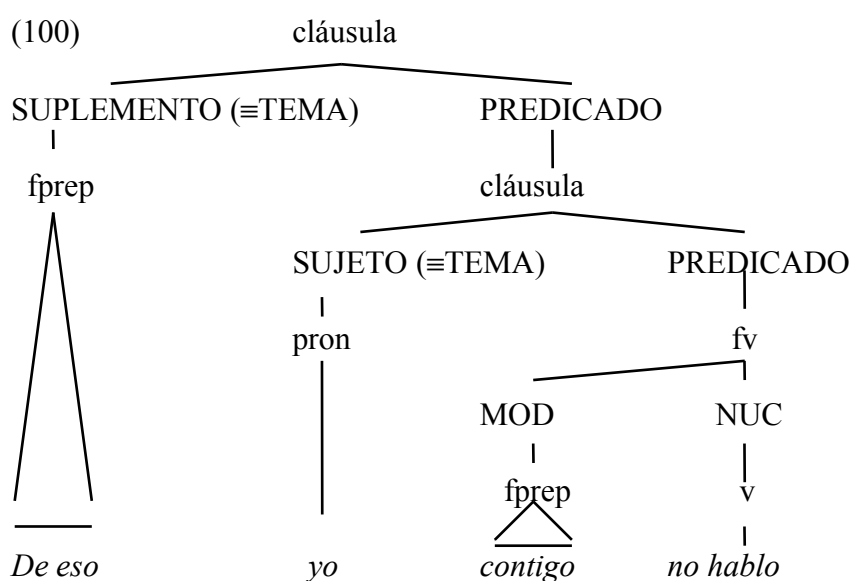 (100) cláusula
SUPLEMENTO (≡TEMA) PREDICADO
fprep cláusula
SUJETO (≡TEMA) PREDICADO
pron fv
MOD NUC
fprep v
De eso yo contigo no hablo